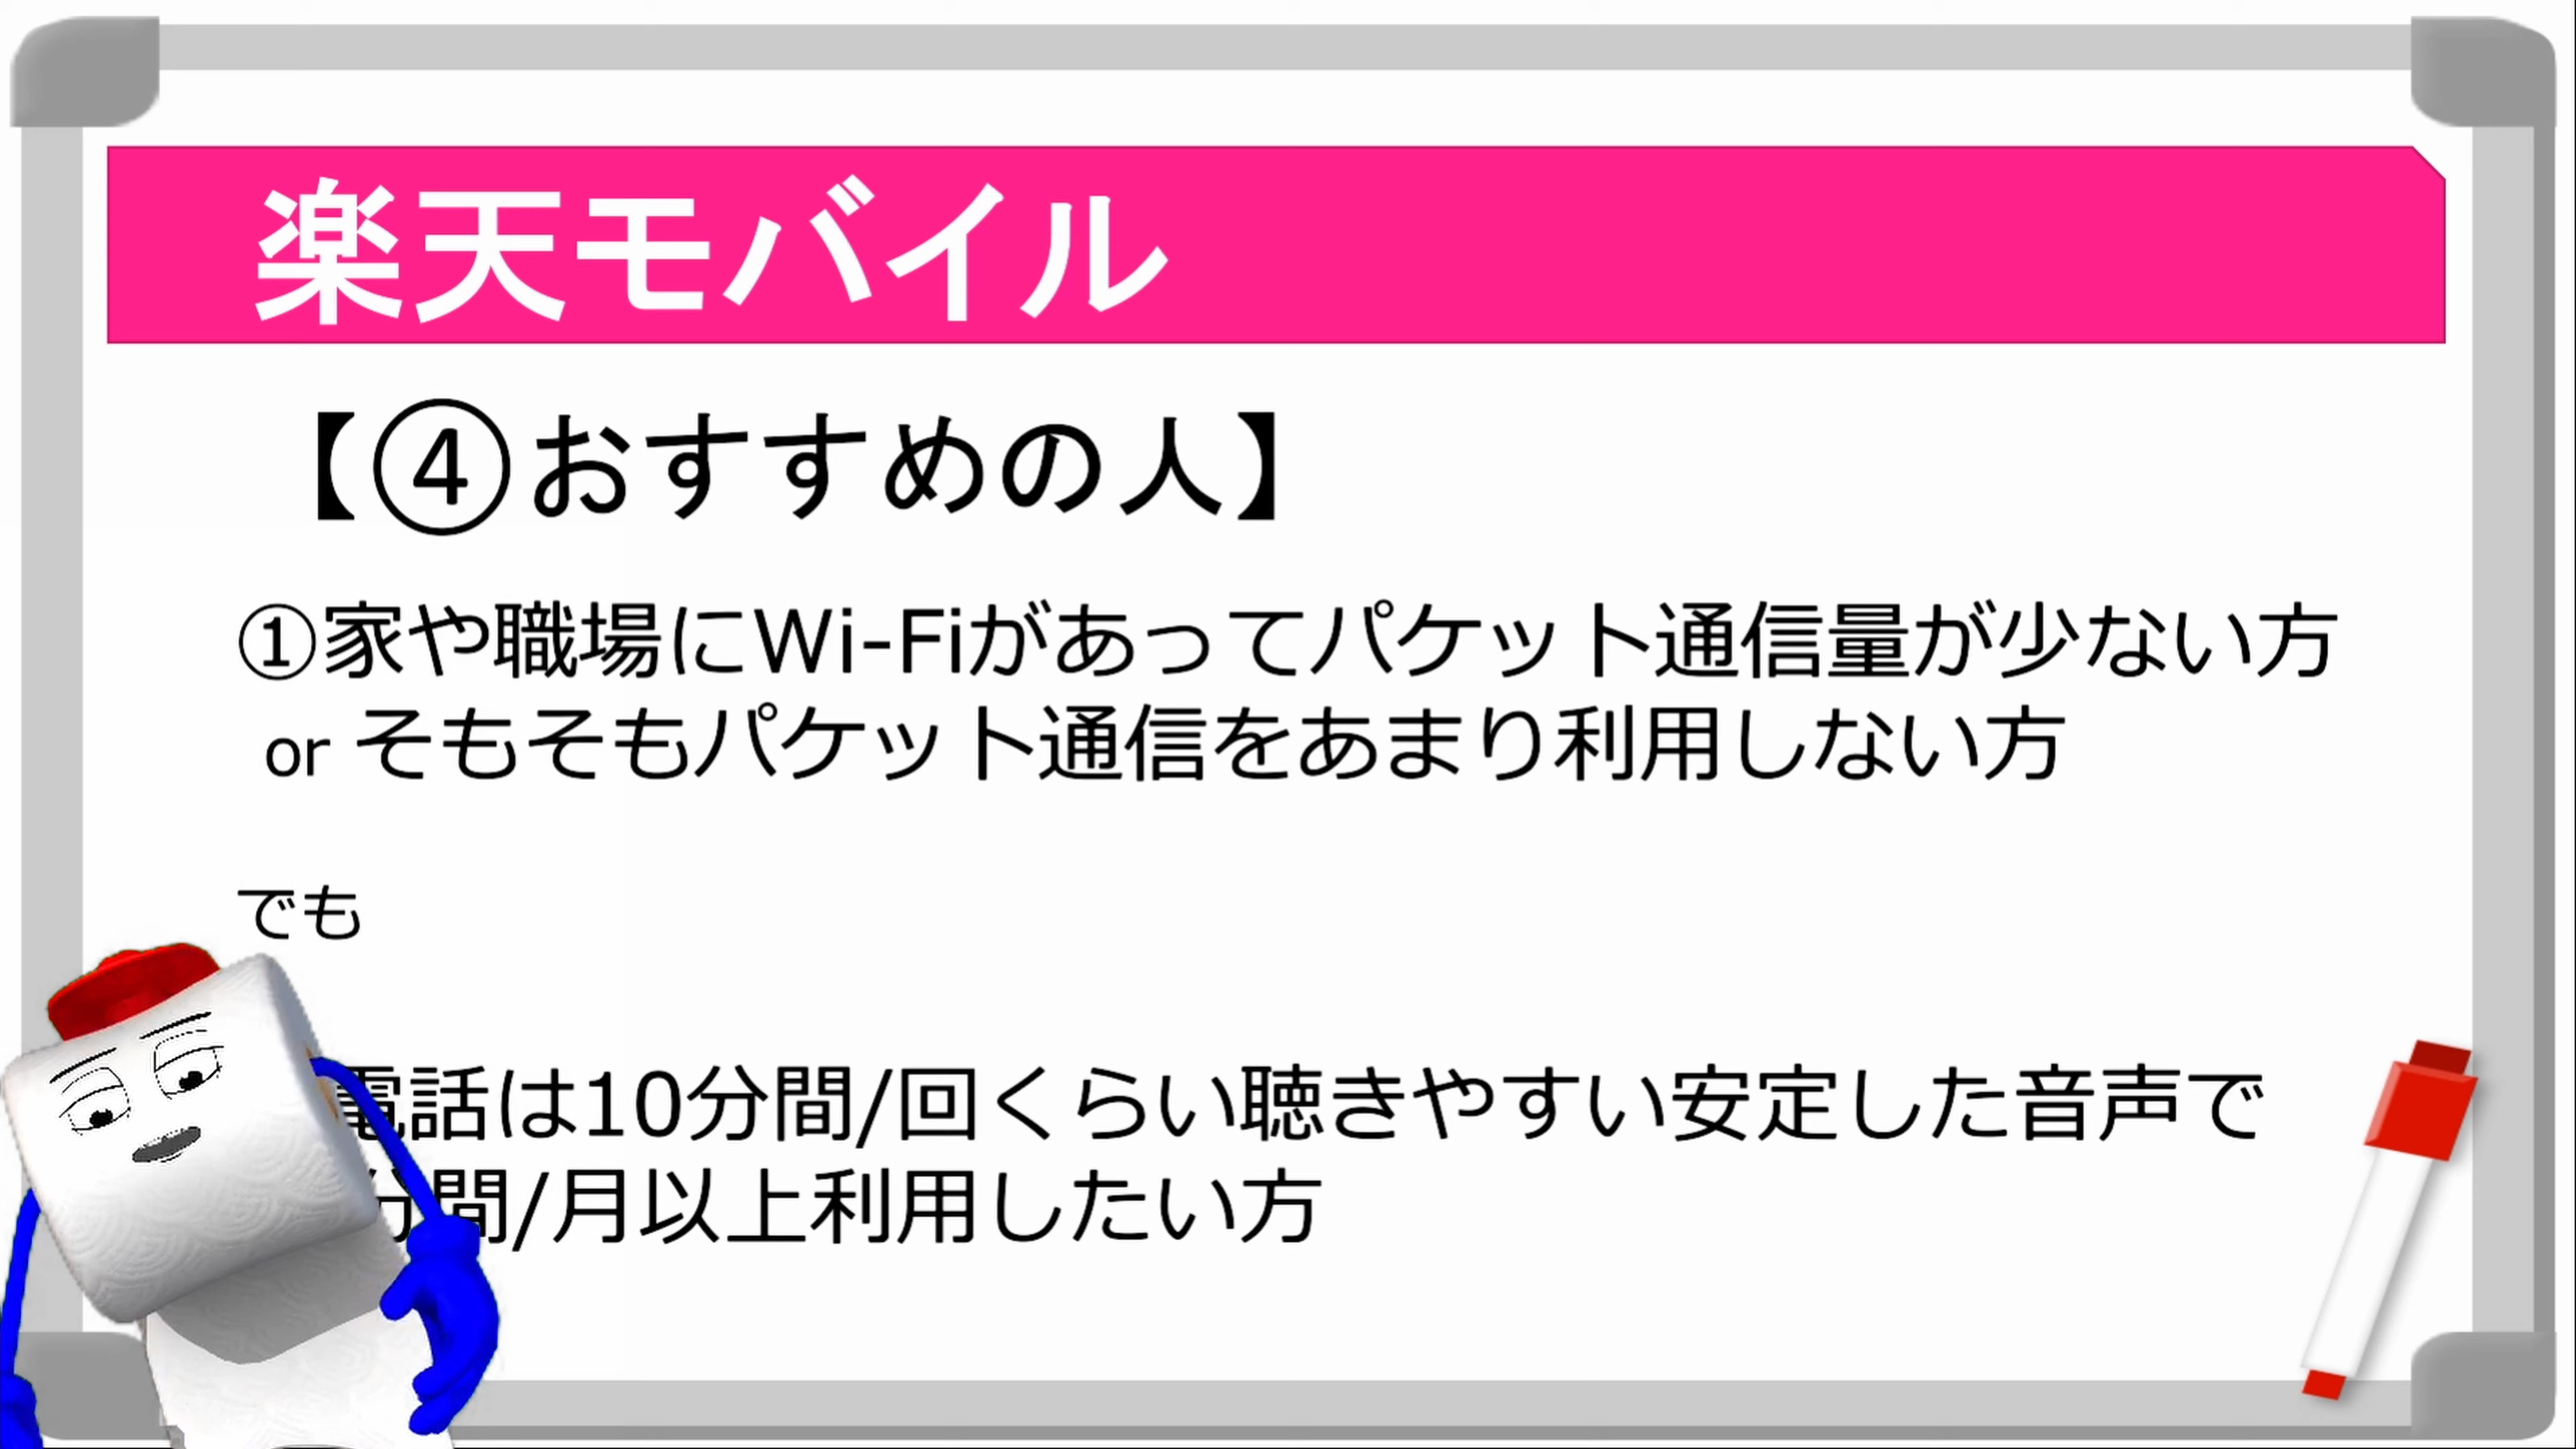 楽天モバイル
【④おすすめの人】
①家や職場にWi-Fiがあってパケット通信量が少ない方
or そもそもパケット通信をあまり利用しない方
でも
電話は10分間/回くらい聴きやすい安定した音声で
分間/月以上利用したい方